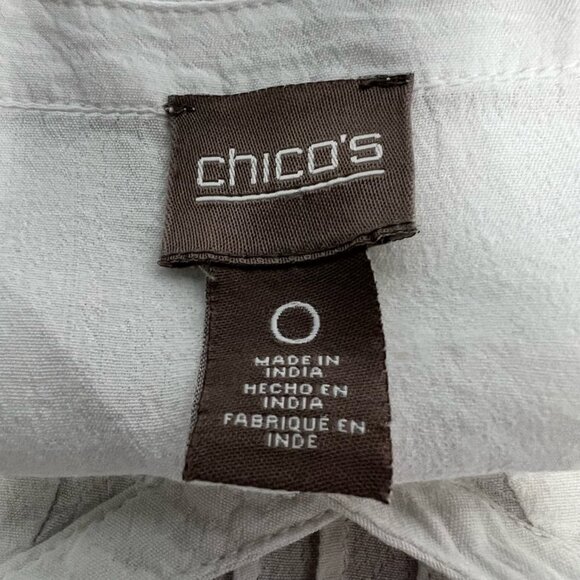 chico's
0
MADE IN
INDIA
HECHO EN
INDIA
FABRIQUÉ EN
INDE